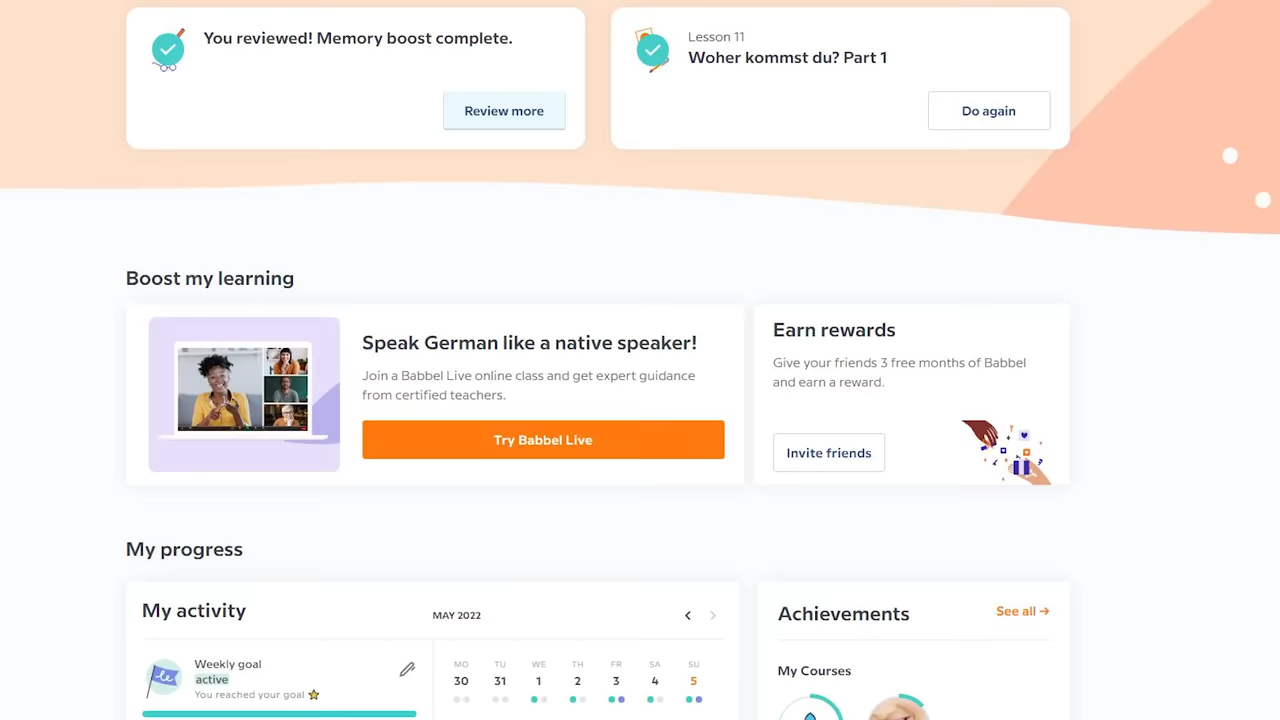 You reviewed! Memory boost complete.
Review more
Lesson 11
Woher kommst du? Part 1
Do again
Boost my learning
Speak German like a native speaker!
Join a Babbel Live online class and get expert guidance
from certified teachers.
Try Babbel Live
Earn rewards
Give your friends 3 free months of Babbel
and earn a reward.
Invite friends
My progress
My activity
MAY 2022
Weekly goal
active
You reached your goal
MO TU WE TH FR SA SU
30 31 1 2 3 4 5
Achievements
See all →
My Courses